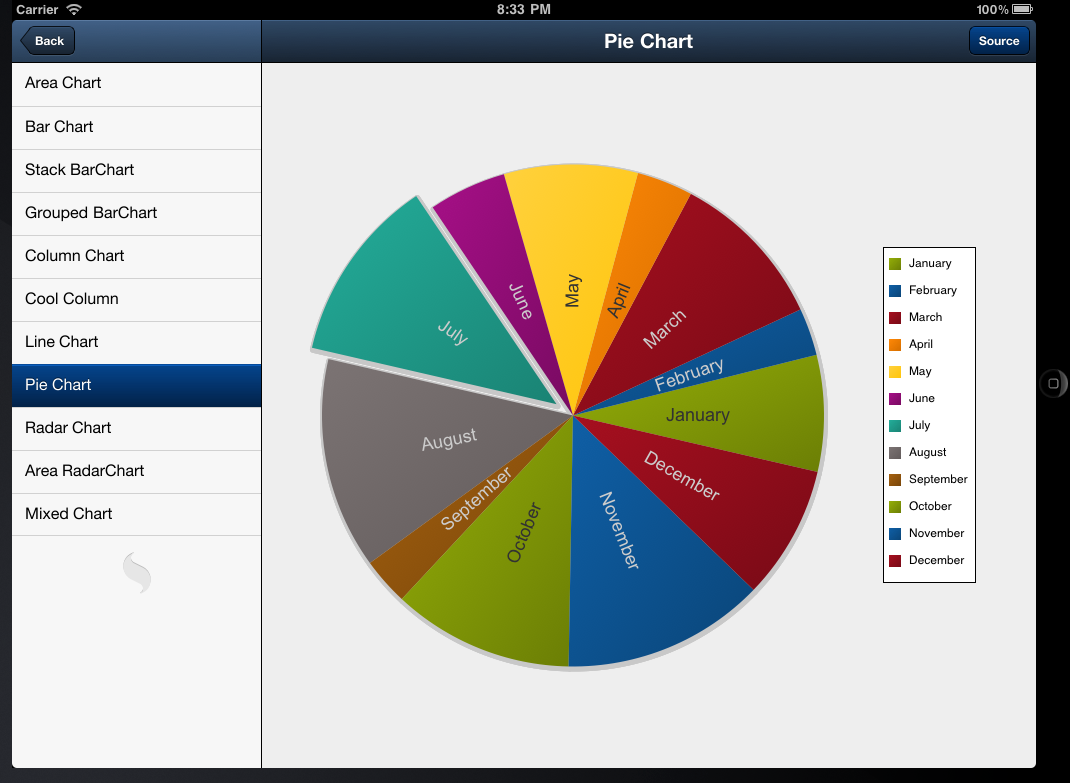 Carrier 8:33 PM 100%
Back Pie Chart Source
Area Chart
Bar Chart
Stack BarChart
Grouped BarChart
Column Chart
Cool Column
Line Chart
Pie Chart
Radar Chart
Area RadarChart
Mixed Chart
May
April
June
March
July
February
January
August
December
September
November
October
January
February
March
April
May
June
July
August
September
October
November
December